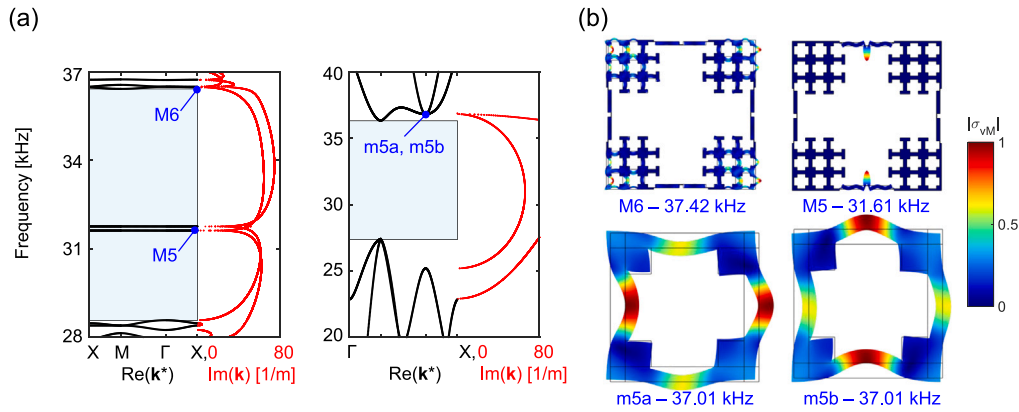 (a)
Frequency [kHz]
37
34
31
28
M6
M5
X M Γ X, 0 80
Re(k*) Im(k) [1/m]
40
35
30
25
20
m5a, m5b
Γ X, 0 80
Re(k*) Im(k) [1/m]
(b)
M6 – 37.42 kHz
M5 – 31.61 kHz
m5a – 37.01 kHz
m5b – 37.01 kHz
|σvM|
1
0.5
0